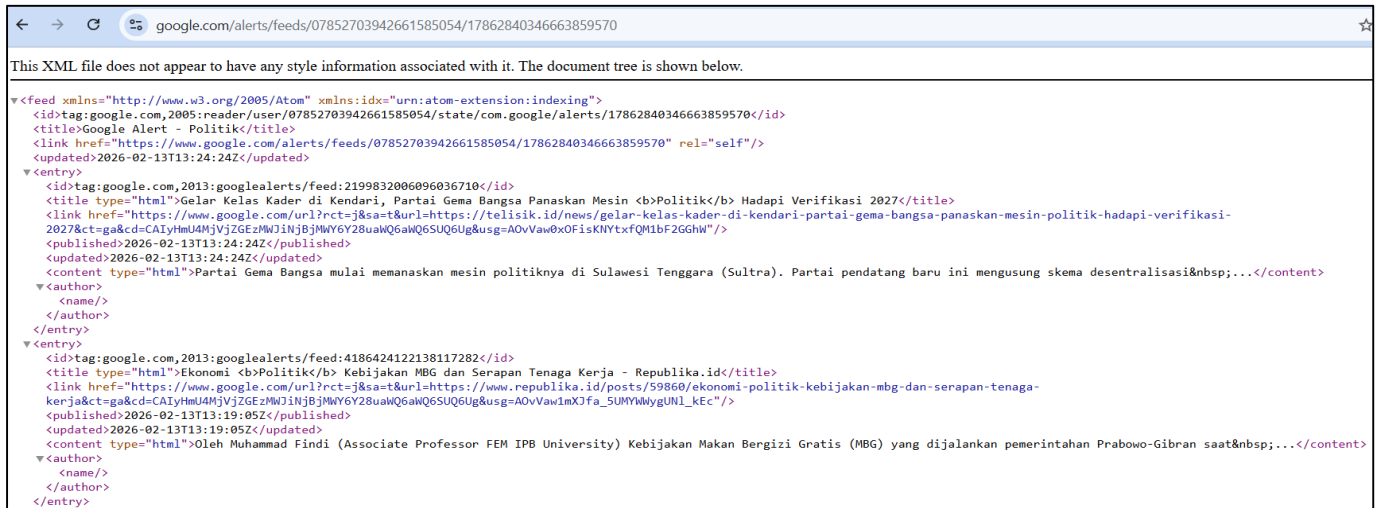 google.com/alerts/feeds/07852703942661585054/17862840346663859570
This XML file does not appear to have any style information associated with it. The document tree is shown below.
▼<feed xmlns="http://www.w3.org/2005/Atom" xmlns:idx="urn:atom-extension:indexing">
<id>tag:google.com,2005:reader/user/07852703942661585054/state/com.google/alerts/17862840346663859570</id>
<title>Google Alert - Politik</title>
<link href="https://www.google.com/alerts/feeds/07852703942661585054/17862840346663859570" rel="self"/>
<updated>2026-02-13T13:24:24Z</updated>
▼<entry>
<id>tag:google.com,2013:googlealerts/feed:2199832006096036710</id>
<title type="html">Gelar Kelas Kader di Kendari, Partai Gema Bangsa Panaskan Mesin <b>Politik</b> Hadapi Verifikasi 2027</title>
<link href="https://www.google.com/url?rct=j&sa=t&url=https://telisik.id/news/gelar-kelas-kader-di-kendari-partai-gema-bangsa-panaskan-mesin-politik-hadapi-verifikasi-
2027&ct=ga&cd=CAIyHmU4MjVjZGEzMWJiNjBjMWY6Y28uaWQ6aWQ6SUQ6Ug&usg=AOvVaw0xOFisKNYtxfQM1bF2GGhW"/>
<published>2026-02-13T13:24:24Z</published>
<updated>2026-02-13T13:24:24Z</updated>
<content type="html">Partai Gema Bangsa mulai memanaskan mesin politiknya di Sulawesi Tenggara (Sultra). Partai pendatang baru ini mengusung skema desentralisasi&nbsp;...</content>
▼<author>
<name/>
</author>
</entry>
▼<entry>
<id>tag:google.com,2013:googlealerts/feed:4186424122138117282</id>
<title type="html">Ekonomi <b>Politik</b> Kebijakan MBG dan Serapan Tenaga Kerja - Republika.id</title>
<link href="https://www.google.com/url?rct=j&sa=t&url=https://www.republika.id/posts/59860/ekonomi-politik-kebijakan-mbg-dan-serapan-tenaga-
kerja&ct=ga&cd=CAIyHmU4MjVjZGEzMWJiNjBjMWY6Y28uaWQ6aWQ6SUQ6Ug&usg=AOvVaw1mXJfa_5UMYWWygUNl_kEc"/>
<published>2026-02-13T13:19:05Z</published>
<updated>2026-02-13T13:19:05Z</updated>
<content type="html">Oleh Muhammad Findi (Associate Professor FEM IPB University) Kebijakan Makan Bergizi Gratis (MBG) yang dijalankan pemerintahan Prabowo-Gibran saat&nbsp;...</content>
▼<author>
<name/>
</author>
</entry>